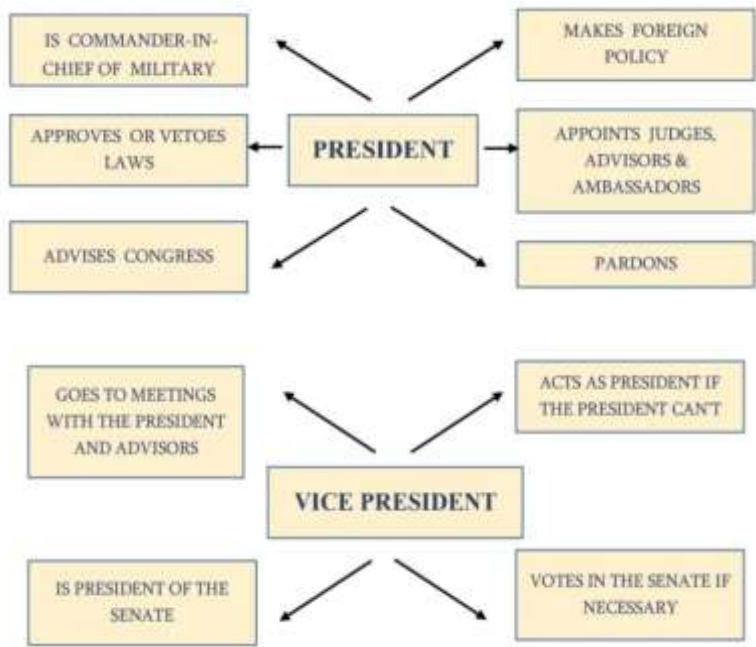 IS COMMANDER-IN-
CHIEF OF MILITARY
MAKES FOREIGN
POLICY
APPROVES OR VETOES
LAWS
PRESIDENT
APPOINTS JUDGES,
ADVISORS &
AMBASSADORS
ADVISES CONGRESS
PARDONS
GOES TO MEETINGS
WITH THE PRESIDENT
AND ADVISORS
ACTS AS PRESIDENT IF
THE PRESIDENT CAN'T
VICE PRESIDENT
IS PRESIDENT OF THE
SENATE
VOTES IN THE SENATE IF
NECESSARY